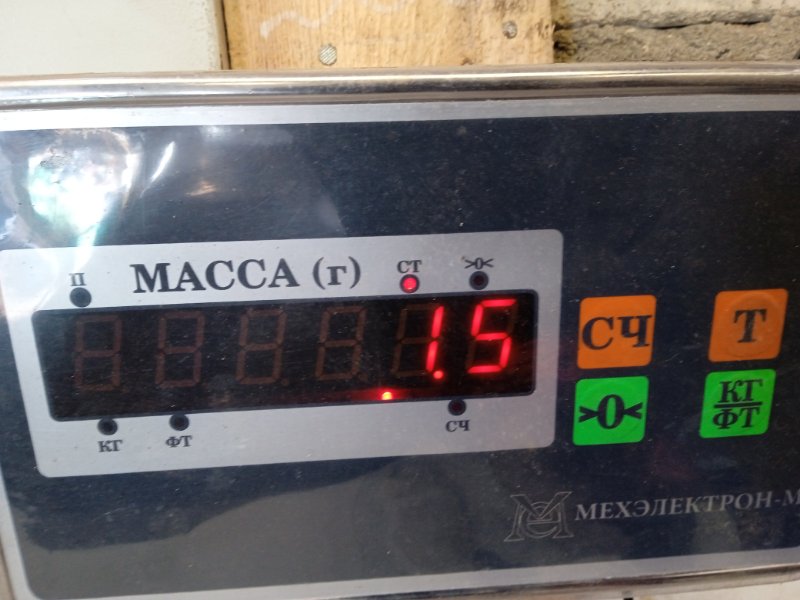 П МАССА (г) СТ >0<
1.5
КГ ФТ СЧ
СЧ Т
>0< КГ/ФТ
МЕХЭЛЕКТРОН-М